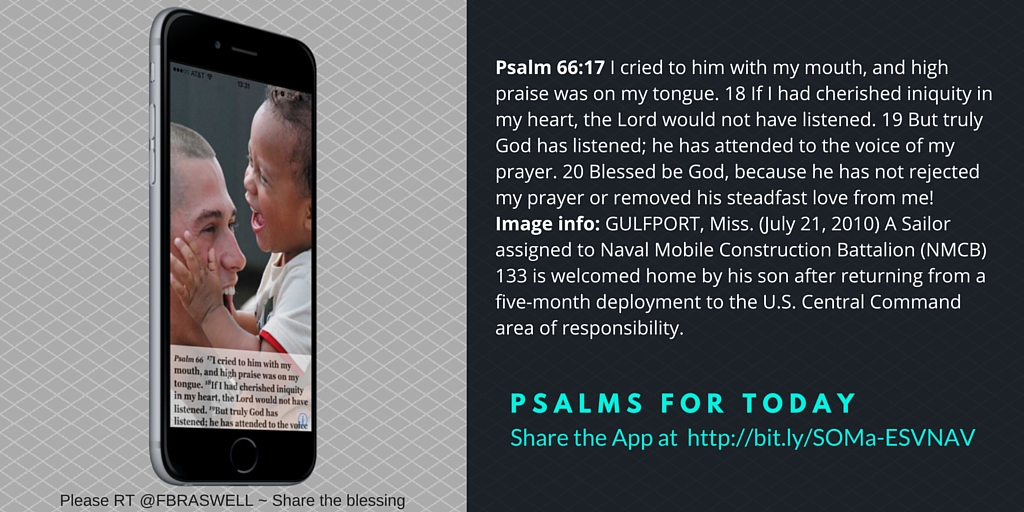 AT&T
13:31
Psalm 66 17I cried to him with my
mouth, and high praise was on my
tongue. 18If I had cherished iniquity
in my heart, the Lord would not have
listened. 19But truly God has
listened; he has attended to the voice
Please RT @FBRASWELL ~ Share the blessing
Psalm 66:17 I cried to him with my mouth, and high
praise was on my tongue. 18 If I had cherished iniquity in
my heart, the Lord would not have listened. 19 But truly
God has listened; he has attended to the voice of my
prayer. 20 Blessed be God, because he has not rejected
my prayer or removed his steadfast love from me!
Image info: GULFPORT, Miss. (July 21, 2010) A Sailor
assigned to Naval Mobile Construction Battalion (NMCB)
133 is welcomed home by his son after returning from a
five-month deployment to the U.S. Central Command
area of responsibility.
PSALMS FOR TODAY
Share the App at http://bit.ly/SOMa-ESVNAV